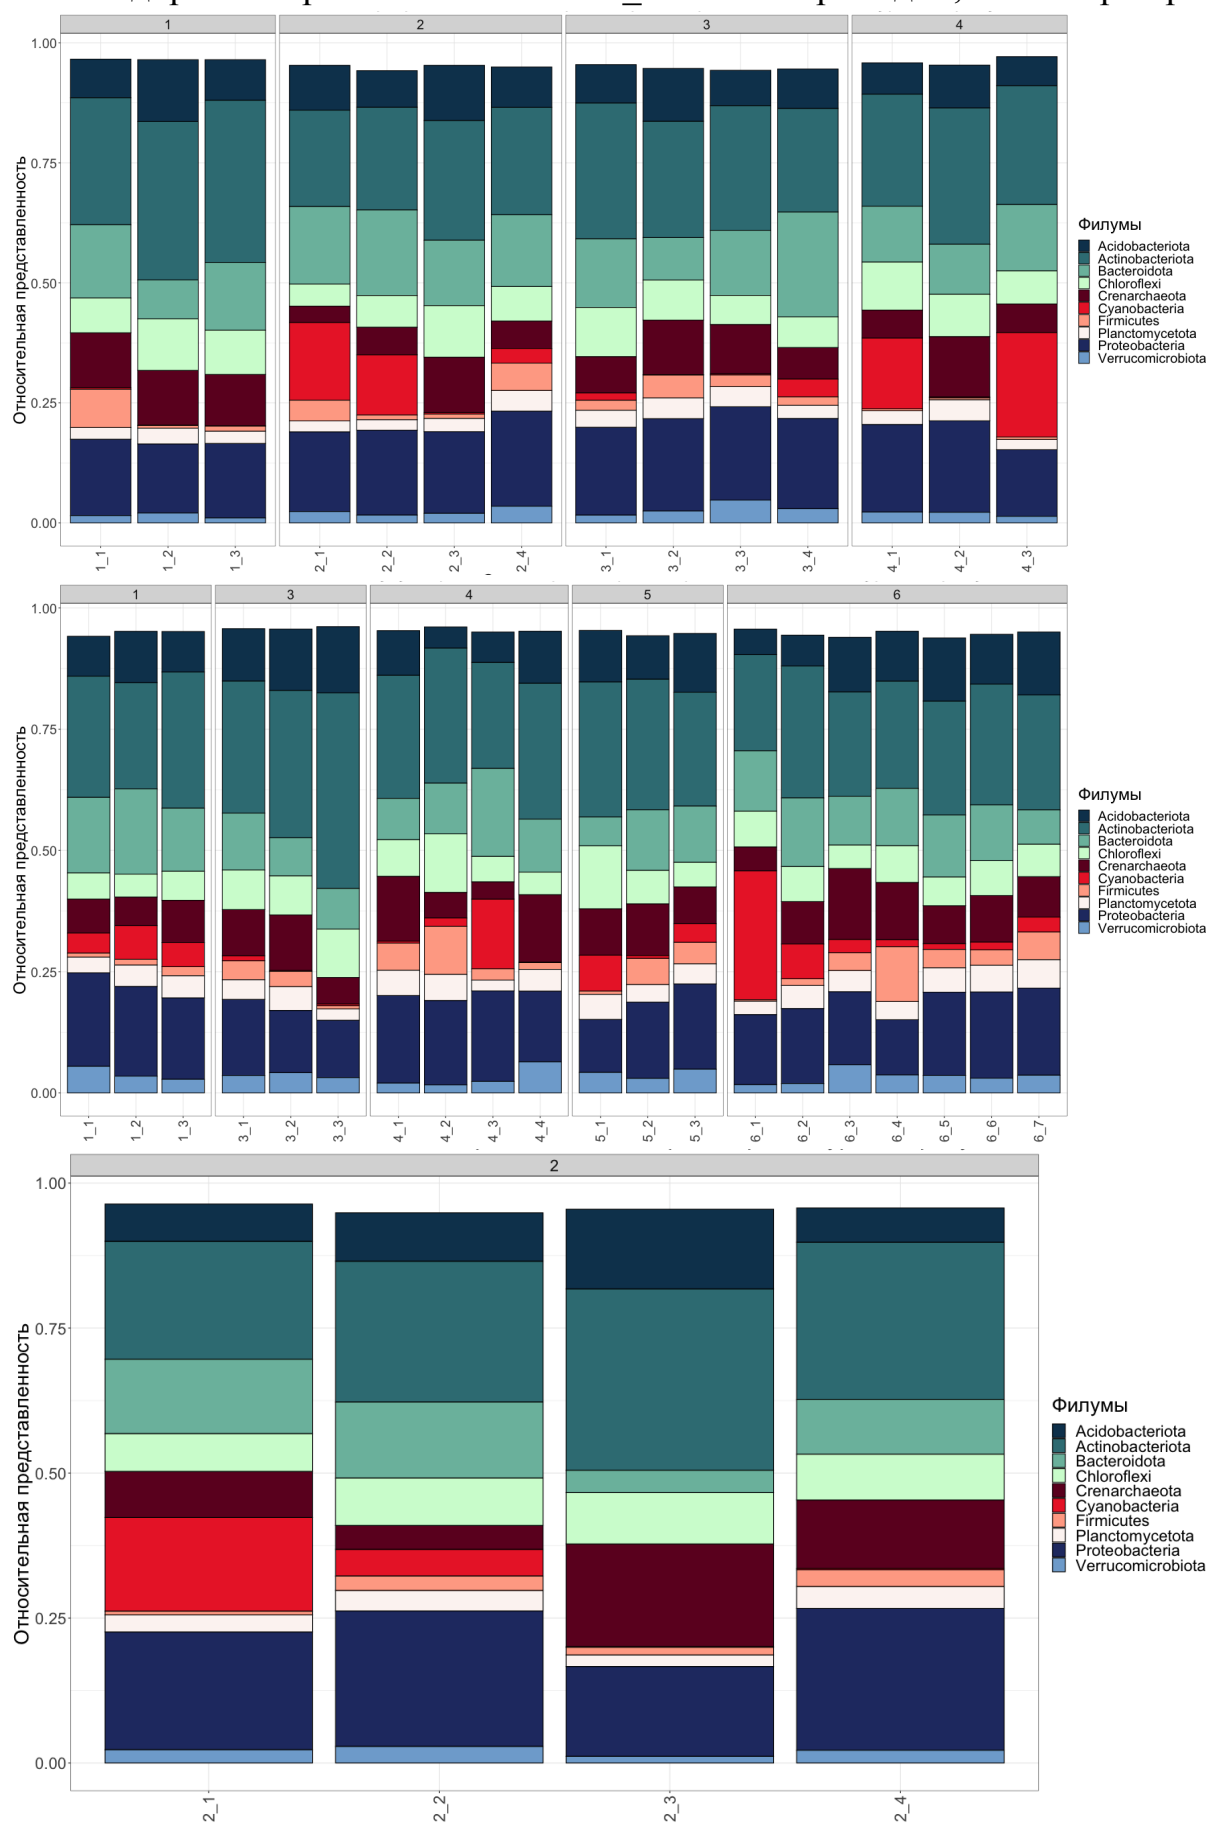 1 2 3 4
1.00
0.75
0.50
0.25
0.00
Относительная представленность
1_1 1_2 1_3 2_1 2_2 2_3 2_4 3_1 3_2 3_3 3_4 4_1 4_2 4_3
Филумы
Acidobacteriota
Actinobacteriota
Bacteroidota
Chloroflexi
Crenarchaeota
Cyanobacteria
Firmicutes
Planctomycetota
Proteobacteria
Verrucomicrobiota
1 3 4 5 6
1.00
0.75
0.50
0.25
0.00
Относительная представленность
1_1 1_2 1_3 3_1 3_2 3_3 4_1 4_2 4_3 4_4 5_1 5_2 5_3 6_1 6_2 6_3 6_4 6_5 6_6 6_7
Филумы
Acidobacteriota
Actinobacteriota
Bacteroidota
Chloroflexi
Crenarchaeota
Cyanobacteria
Firmicutes
Planctomycetota
Proteobacteria
Verrucomicrobiota
2
1.00
0.75
0.50
0.25
0.00
Относительная представленность
2_1 2_2 2_3 2_4
Филумы
Acidobacteriota
Actinobacteriota
Bacteroidota
Chloroflexi
Crenarchaeota
Cyanobacteria
Firmicutes
Planctomycetota
Proteobacteria
Verrucomicrobiota